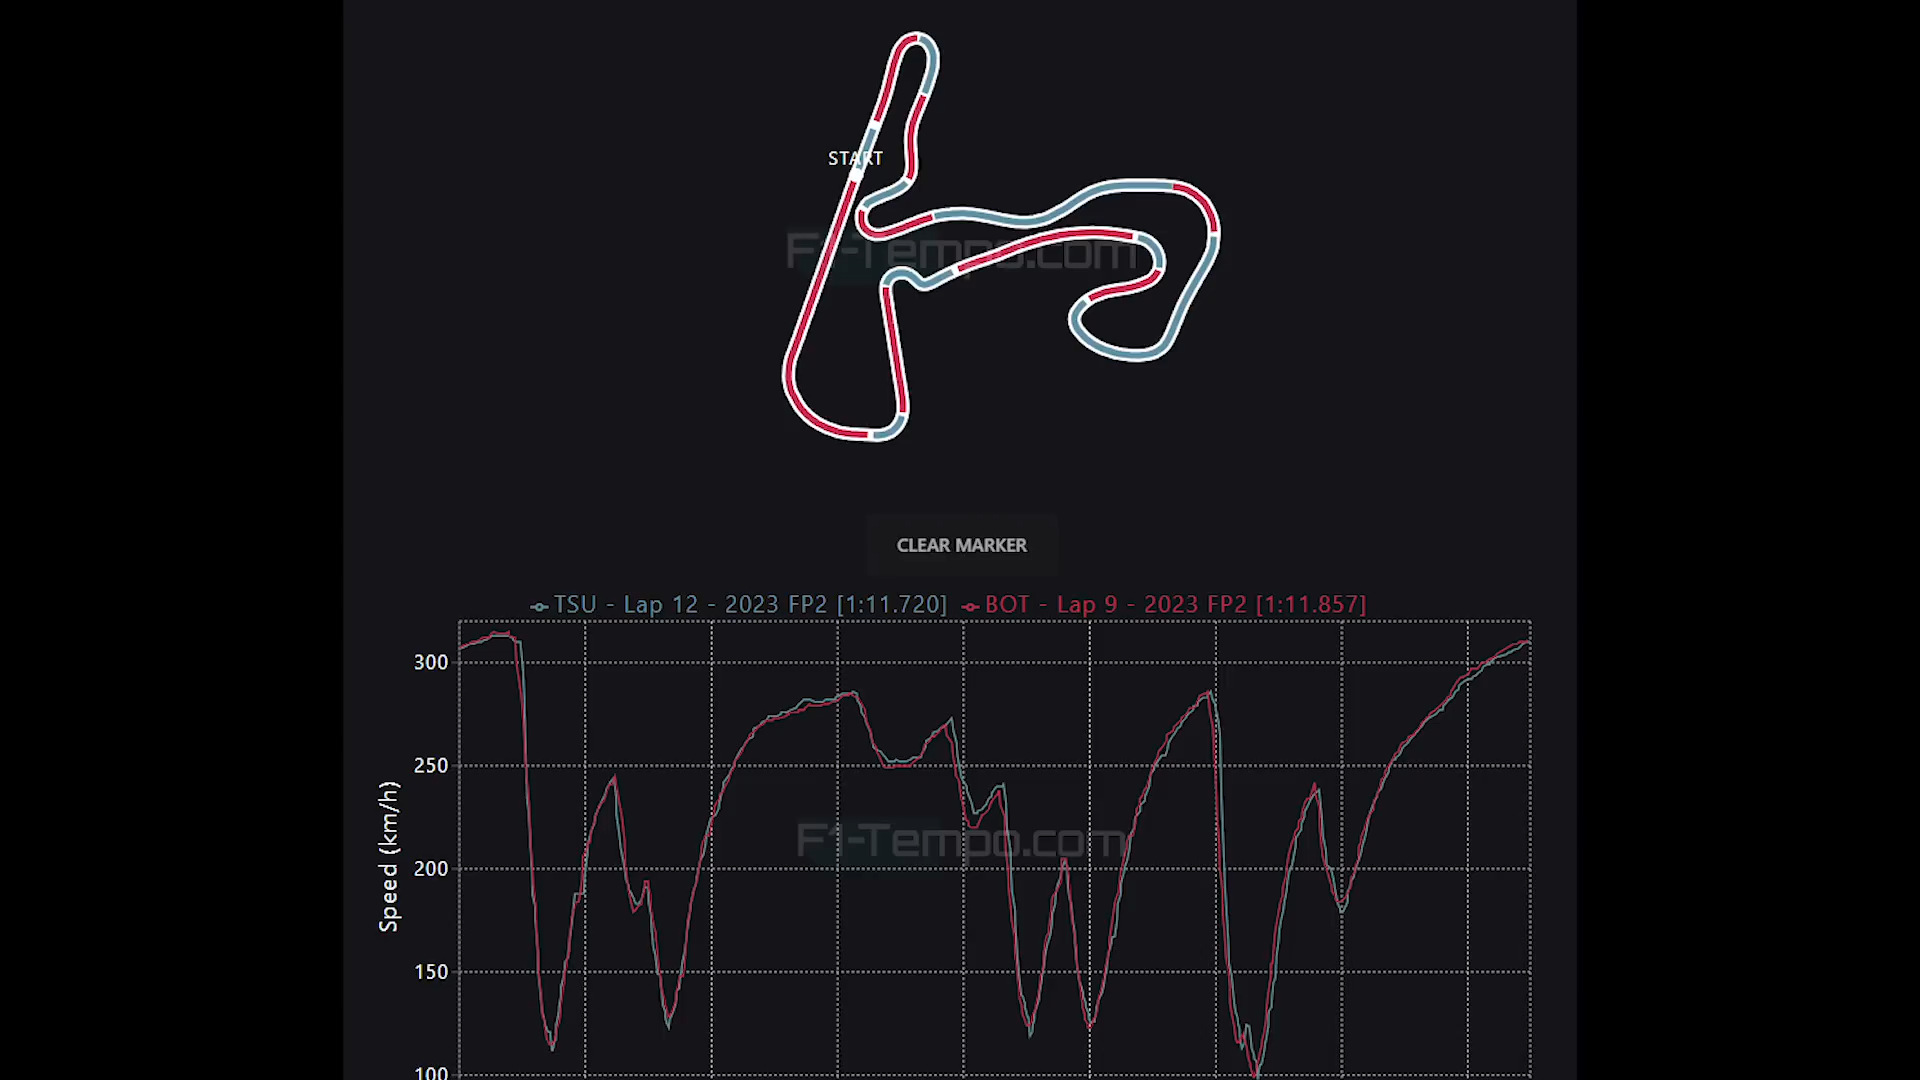 START
F1-Tempo.com
CLEAR MARKER
TSU - Lap 12 - 2023 FP2 [1:11.720] BOT - Lap 9 - 2023 FP2 [1:11.857]
300
250
Speed (km/h)
F1-Tempo.com
200
150
100